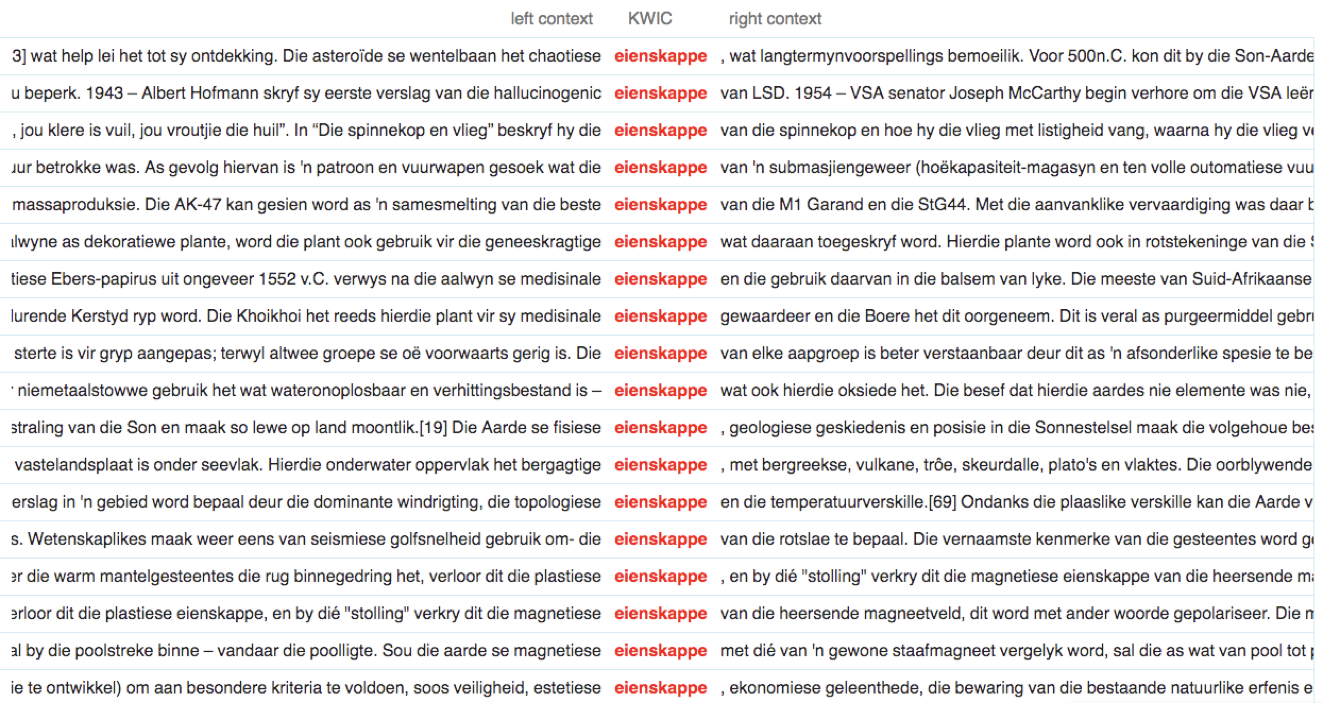 left context KWIC right context
3] wat help lei het tot sy ontdekking. Die asteroïde se wentelbaan het chaotiese eienskappe , wat langtermynvoorspellings bemoeilik. Voor 500n.C. kon dit by die Son-Aarde
u beperk. 1943 – Albert Hofmann skryf sy eerste verslag van die hallucinogenic eienskappe van LSD. 1954 – VSA senator Joseph McCarthy begin verhore om die VSA leër
, jou klere is vuil, jou vroutjie die huil”. In “Die spinnekop en vlieg” beskryf hy die eienskappe van die spinnekop en hoe hy die vlieg met listigheid vang, waarna hy die vlieg
betrokke was. As gevolg hiervan is 'n patroon en vuurwapen gesoek wat die eienskappe van 'n submasjiengeweer (hoëkapasiteit-magasyn en ten volle outomatiese
massaproduksie. Die AK-47 kan gesien word as 'n samesmelting van die beste eienskappe van die M1 Garand en die StG44. Met die aanvanklike vervaardiging was daar
as dekoratiewe plante, word die plant ook gebruik vir die geneeskragtige eienskappe wat daaraan toegeskryf word. Hierdie plante word ook in rotstekeninge van die
tiese Ebers-papirus uit ongeveer 1552 v.C. verwys na die aalwyn se medisinale eienskappe en die gebruik daarvan in die balsem van lyke. Die meeste van Suid-Afrikaanse
Kerstyd ryp word. Die Khoikhoi het reeds hierdie plant vir sy medisinale eienskappe gewaardeer en die Boere het dit oorgeneem. Dit is veral as purgeermiddel
sterte is vir gryp aangepas; terwyl altwee groepe se oë voorwaarts gerig is. Die eienskappe van elke aapgroep is beter verstaanbaar deur dit as 'n afsonderlike spesie te be
niemetaalstowwe gebruik het wat wateronoplosbaar en verhittingsbestand is – eienskappe wat ook hierdie oksiede het. Die besef dat hierdie aardes nie elemente was nie,
straling van die Son en maak so lewe op land moontlik.[19] Die Aarde se fisiese eienskappe , geologiese geskiedenis en posisie in die Sonnestelsel maak die volgehoue
vastelandsplaat is onder seevlak. Hierdie onderwater oppervlak het bergagtige eienskappe , met bergreekse, vulkane, trôe, skeurdalle, plato's en vlaktes. Die oorblywende
erslag in 'n gebied word bepaal deur die dominante windrigting, die topologiese eienskappe en die temperatuurverskille.[69] Ondanks die plaaslike verskille kan die Aarde v
s. Wetenskaplikes maak weer eens van seismiese golfsnelheid gebruik om- die eienskappe van die rotslae te bepaal. Die vernaamste kenmerke van die gesteentes word
er die warm mantelgesteentes die rug binnegedring het, verloor dit die plastiese eienskappe , en by dié "stolling" verkry dit die magnetiese eienskappe van die heersende
erloor dit die plastiese eienskappe, en by dié "stolling" verkry dit die magnetiese eienskappe van die heersende magneetveld, dit word met ander woorde gepolariseer. Die
al by die poolstreke binne – vandaar die poolligte. Sou die aarde se magnetiese eienskappe met dié van 'n gewone staafmagneet vergelyk word, sal die as wat van pool tot
ie te ontwikkel) om aan besondere kriteria te voldoen, soos veiligheid, estetiese eienskappe , ekonomiese geleenthede, die bewaring van die bestaande natuurlike erfenis e